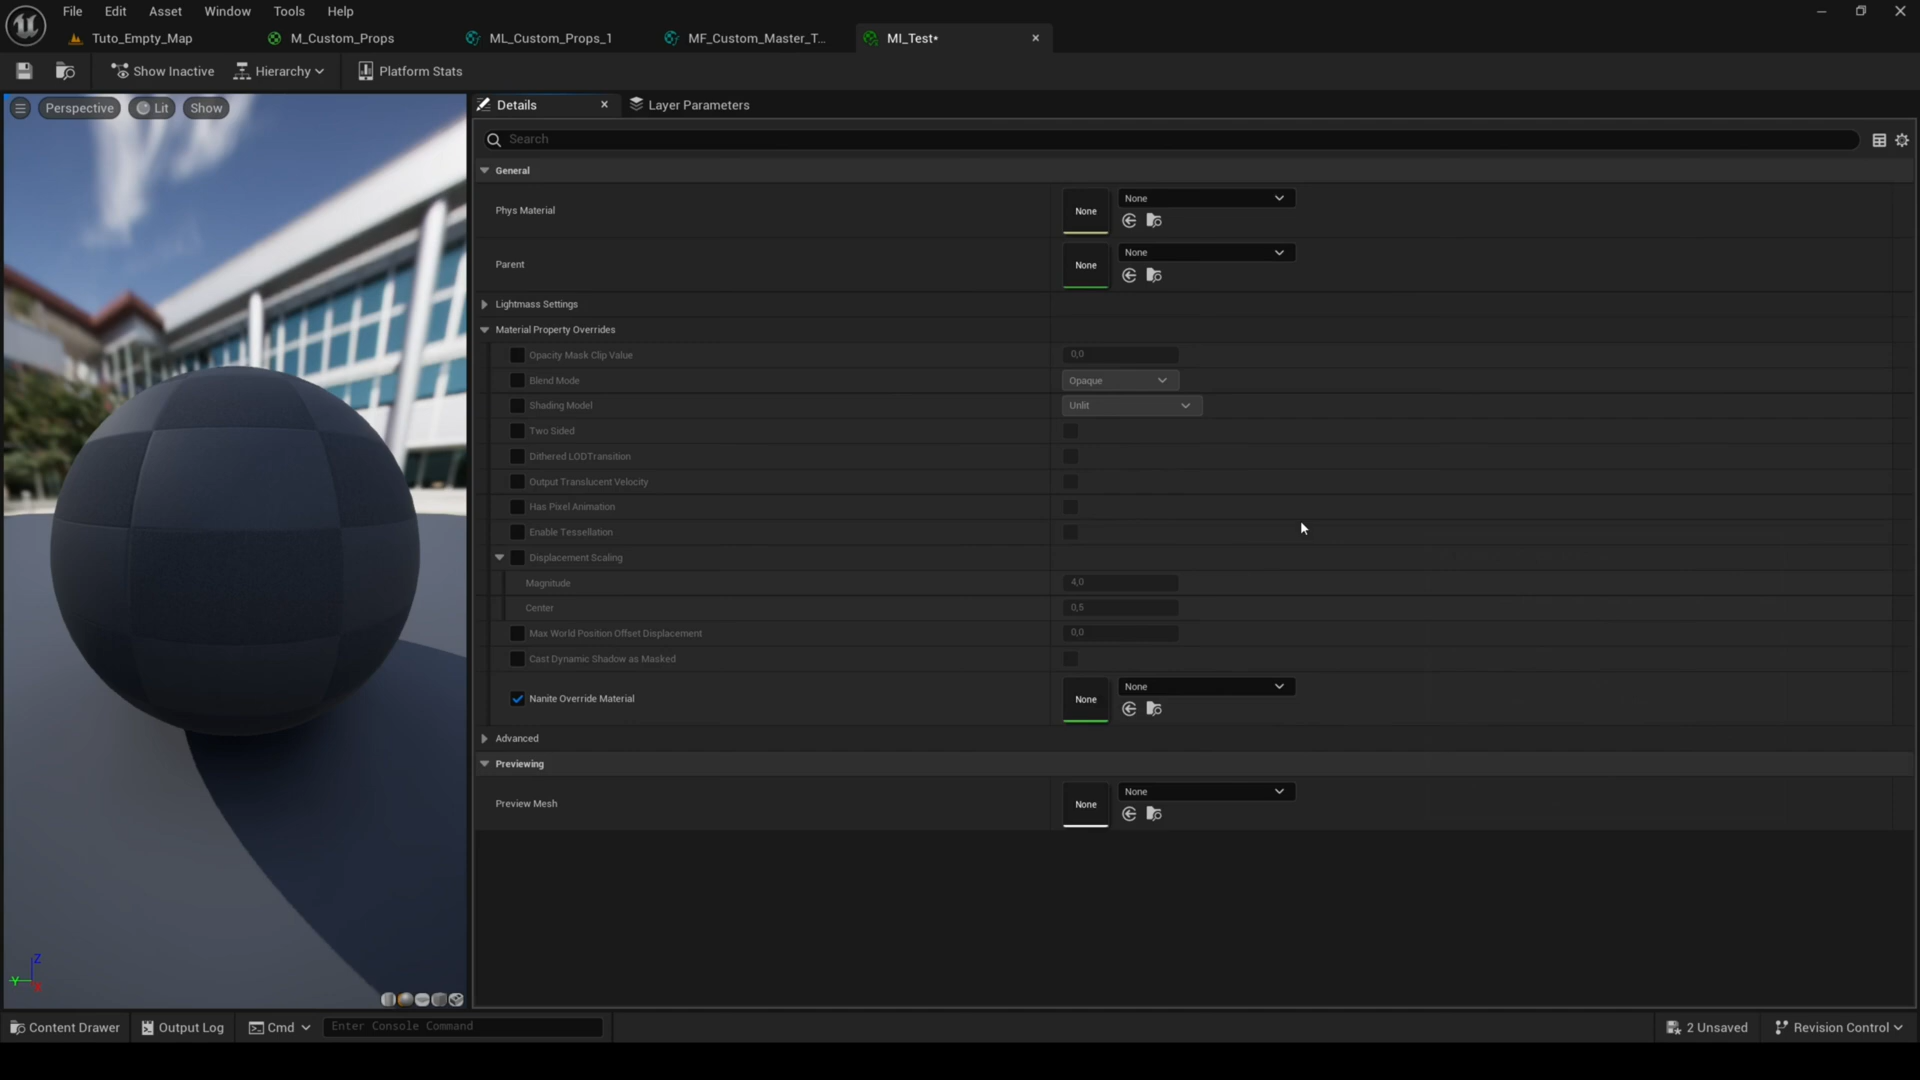 File Edit Asset Window Tools Help
Tuto_Empty_Map M_Custom_Props ML_Custom_Props_1 MF_Custom_Master_T... MI_Test*
Show Inactive Hierarchy Platform Stats
Perspective Lit Show
Details Layer Parameters
Search
General
Phys Material None None
Parent None None
Lightmass Settings
Material Property Overrides
Opacity Mask Clip Value 0,0
Blend Mode Opaque
Shading Model Unlit
Two Sided
Dithered LODTransition
Output Translucent Velocity
Has Pixel Animation
Enable Tessellation
Displacement Scaling
Magnitude 4,0
Center 0,5
Max World Position Offset Displacement 0,0
Cast Dynamic Shadow as Masked
Nanite Override Material None None
Advanced
Previewing
Preview Mesh None None
Z
Y
Content Drawer Output Log Cmd Enter Console Command 2 Unsaved Revision Control